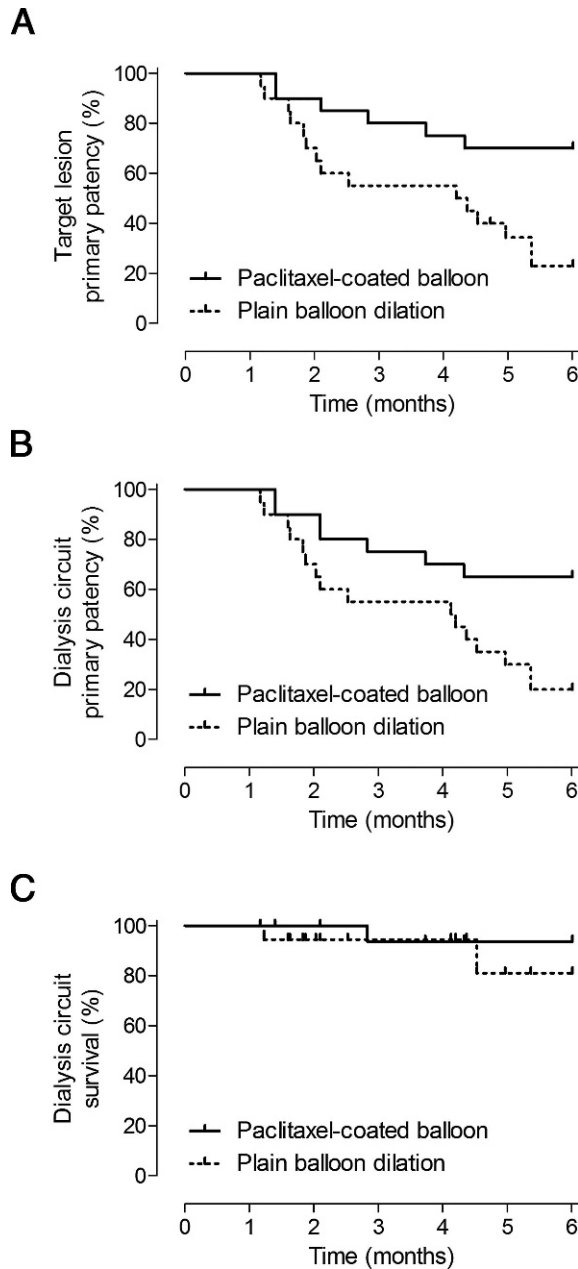 A
Target lesion
primary patency (%)
100
80
60
40
20
0
Paclitaxel-coated balloon
Plain balloon dilation
0 1 2 3 4 5 6
Time (months)
B
Dialysis circuit
primary patency (%)
100
80
60
40
20
0
Paclitaxel-coated balloon
Plain balloon dilation
0 1 2 3 4 5 6
Time (months)
C
Dialysis circuit
survival (%)
100
80
60
40
20
0
Paclitaxel-coated balloon
Plain balloon dilation
0 1 2 3 4 5 6
Time (months)